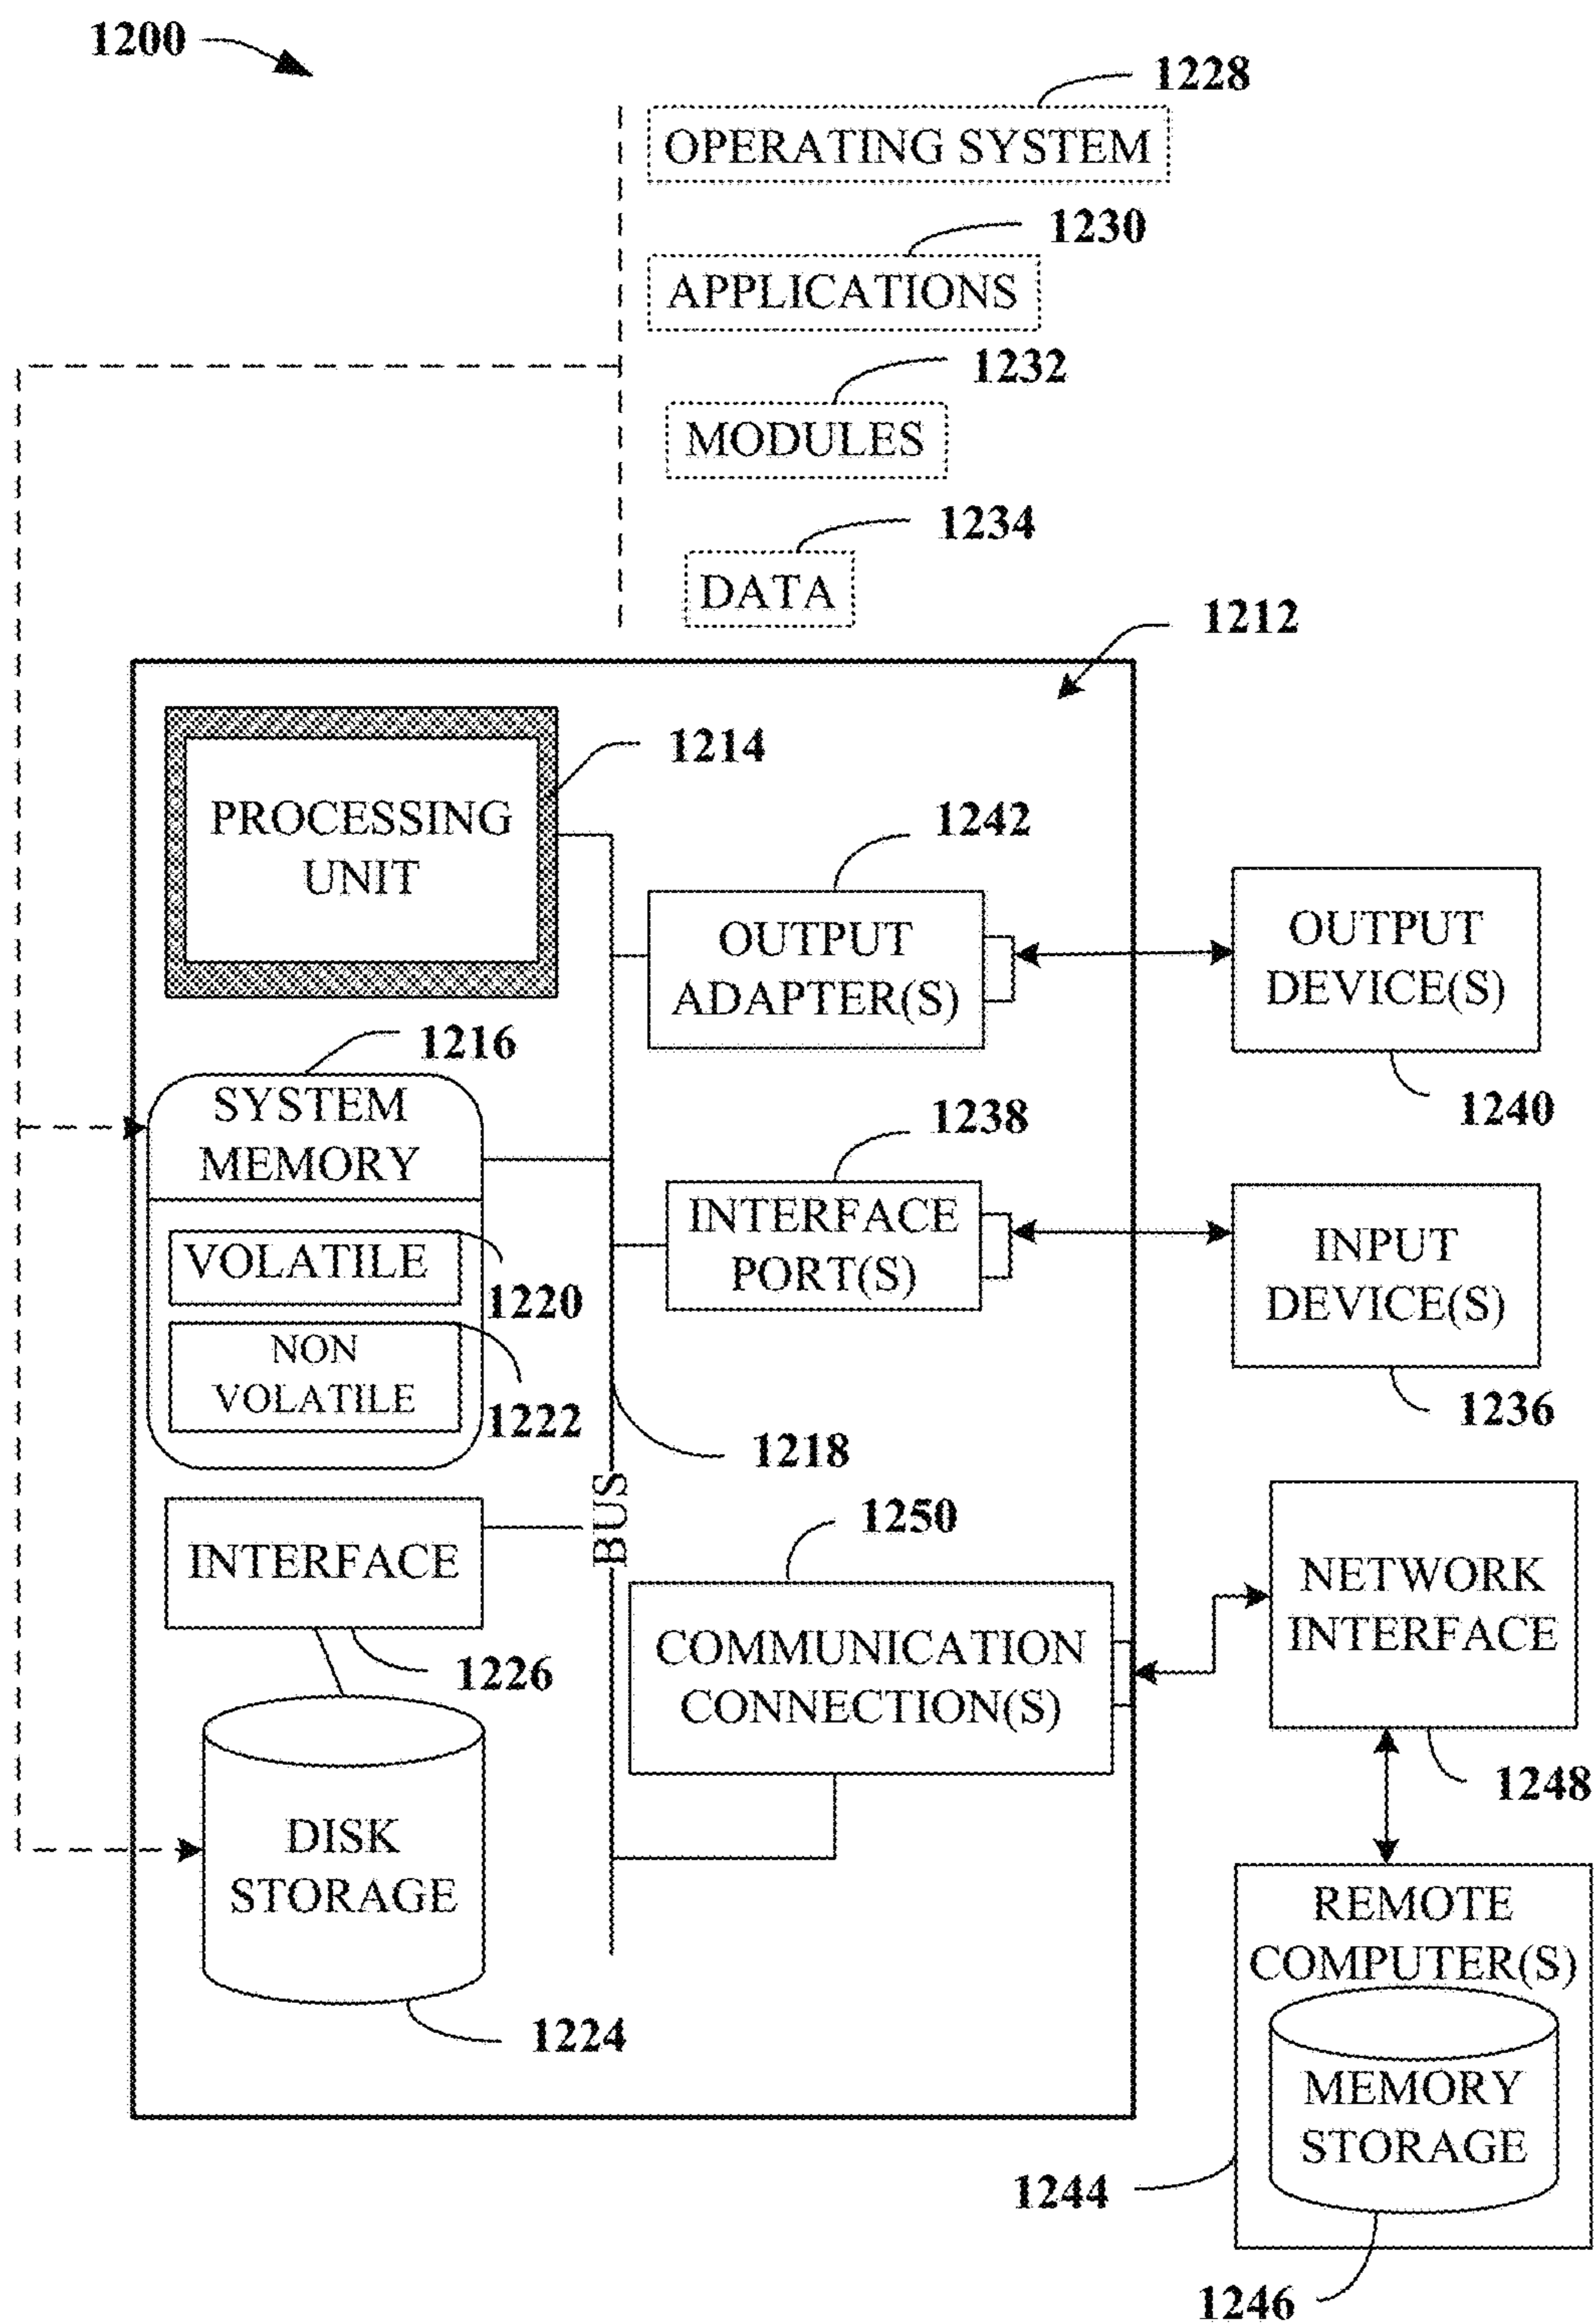 1200
1228
OPERATING SYSTEM
1230
APPLICATIONS
1232
MODULES
1234
DATA
1212
PROCESSING
UNIT
1214
1242
OUTPUT
ADAPTER(S)
OUTPUT
DEVICE(S)
1240
1216
SYSTEM
MEMORY
VOLATILE
1220
NON
VOLATILE
1222
1238
INTERFACE
PORT(S)
INPUT
DEVICE(S)
1236
1218
BUS
INTERFACE
1226
1250
COMMUNICATION
CONNECTION(S)
NETWORK
INTERFACE
1248
DISK
STORAGE
1224
REMOTE
COMPUTER(S)
MEMORY
STORAGE
1244
1246